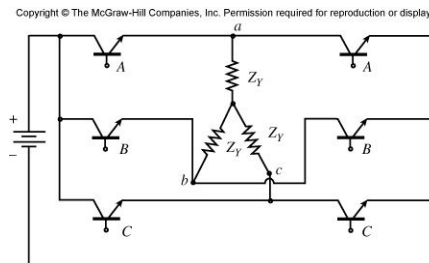 Copyright © The McGraw-Hill Companies, Inc. Permission required for reproduction or display
a
A
A
Z_Y
+
−
B
Z_Y
Z_Y
B
b
c
C
C